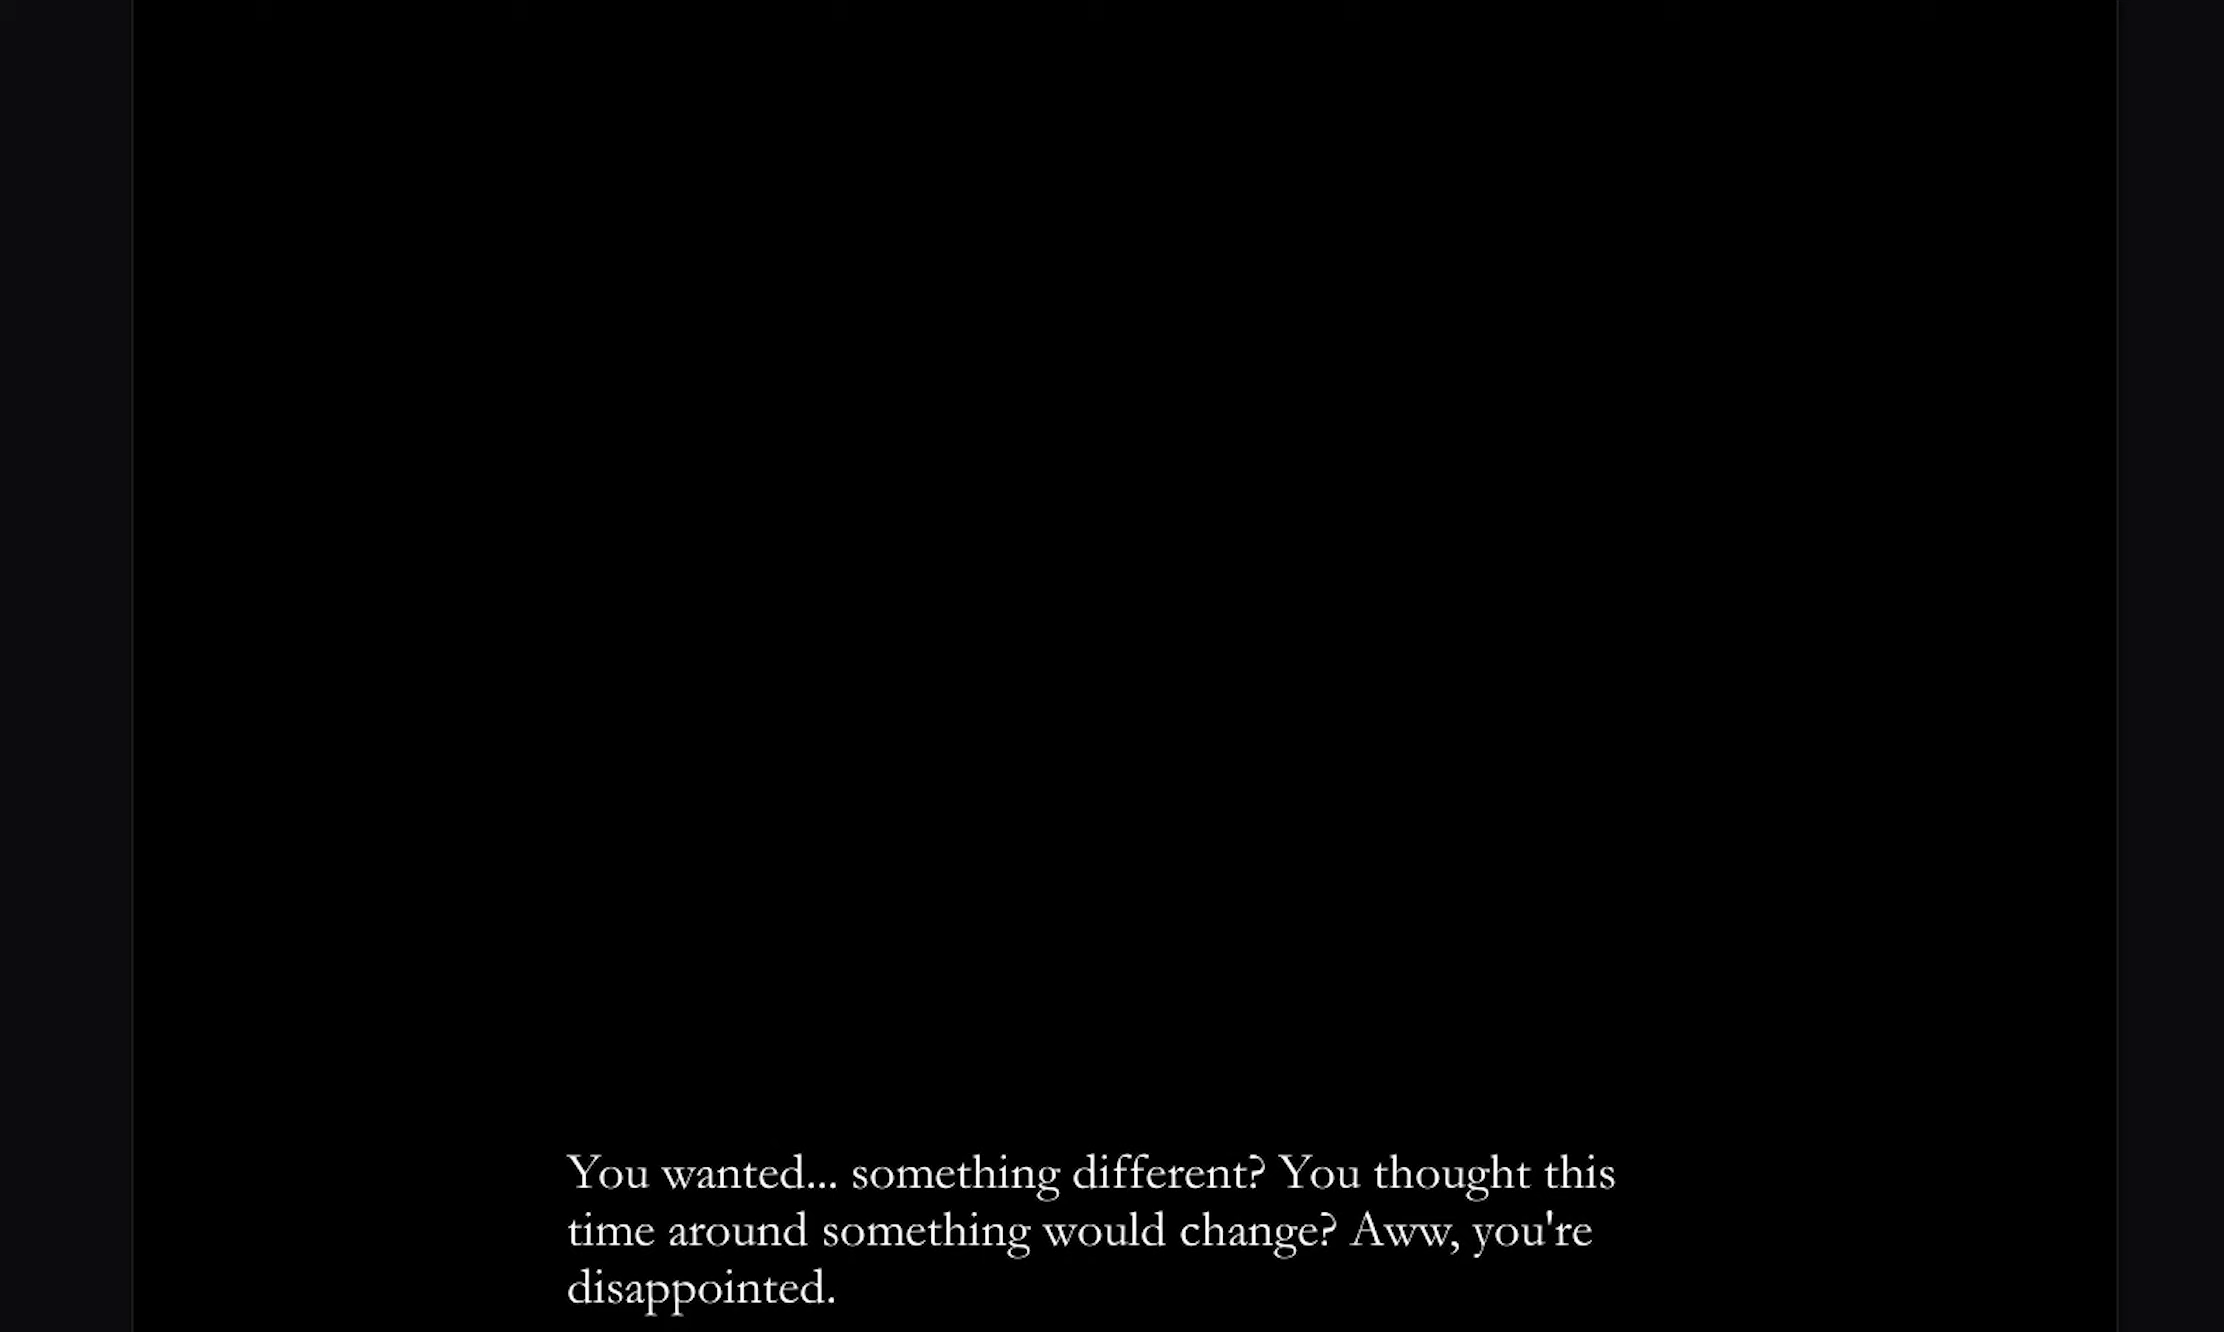 You wanted... something different? You thought this
time around something would change? Aww, you're
disappointed.